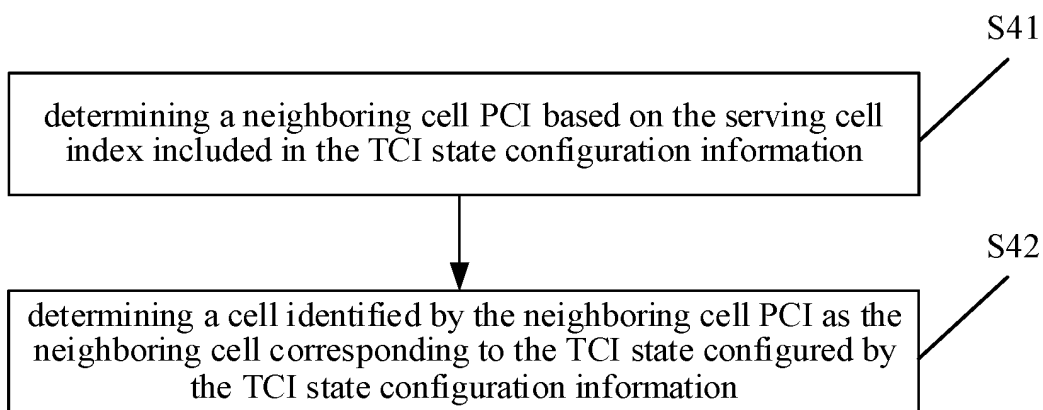 S41
determining a neighboring cell PCI based on the serving cell
index included in the TCI state configuration information
S42
determining a cell identified by the neighboring cell PCI as the
neighboring cell corresponding to the TCI state configured by
the TCI state configuration information